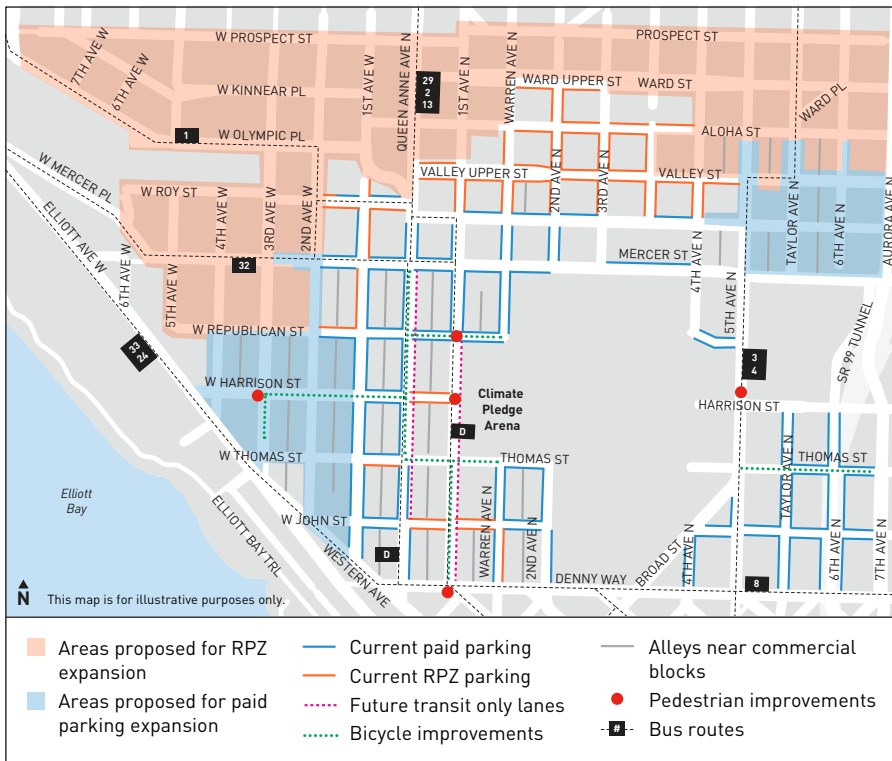 W PROSPECT ST
PROSPECT ST
7TH AVE W
6TH AVE W
1ST AVE W
QUEEN ANNE AVE N
29
2
13
1ST AVE N
WARREN AVE N
WARD UPPER ST
WARD ST
WARD PL
W KINNEAR PL
1
W OLYMPIC PL
ALOHA ST
W MERCER PL
VALLEY UPPER ST
VALLEY ST
W ROY ST
4TH AVE W
3RD AVE W
2ND AVE W
2ND AVE N
3RD AVE N
TAYLOR AVE N
6TH AVE N
AURORA AVE N
ELLIOTT AVE W
MERCER ST
32
6TH AVE W
5TH AVE W
4TH AVE N
5TH AVE N
W REPUBLICAN ST
SR 99 TUNNEL
33
24
3
4
W HARRISON ST
Climate
Pledge
Arena
HARRISON ST
D
W THOMAS ST
THOMAS ST
TAYLOR AVE N
THOMAS ST
Elliott
Bay
ELLIOTT BAY TRL
W JOHN ST
WARREN AVE N
2ND AVE N
BROAD ST
4TH AVE N
6TH AVE N
7TH AVE N
D
WESTERN AVE
DENNY WAY
8
N
This map is for illustrative purposes only.
Areas proposed for RPZ
expansion
Areas proposed for paid
parking expansion
Current paid parking
Current RPZ parking
Future transit only lanes
Bicycle improvements
Alleys near commercial
blocks
Pedestrian improvements
#
Bus routes